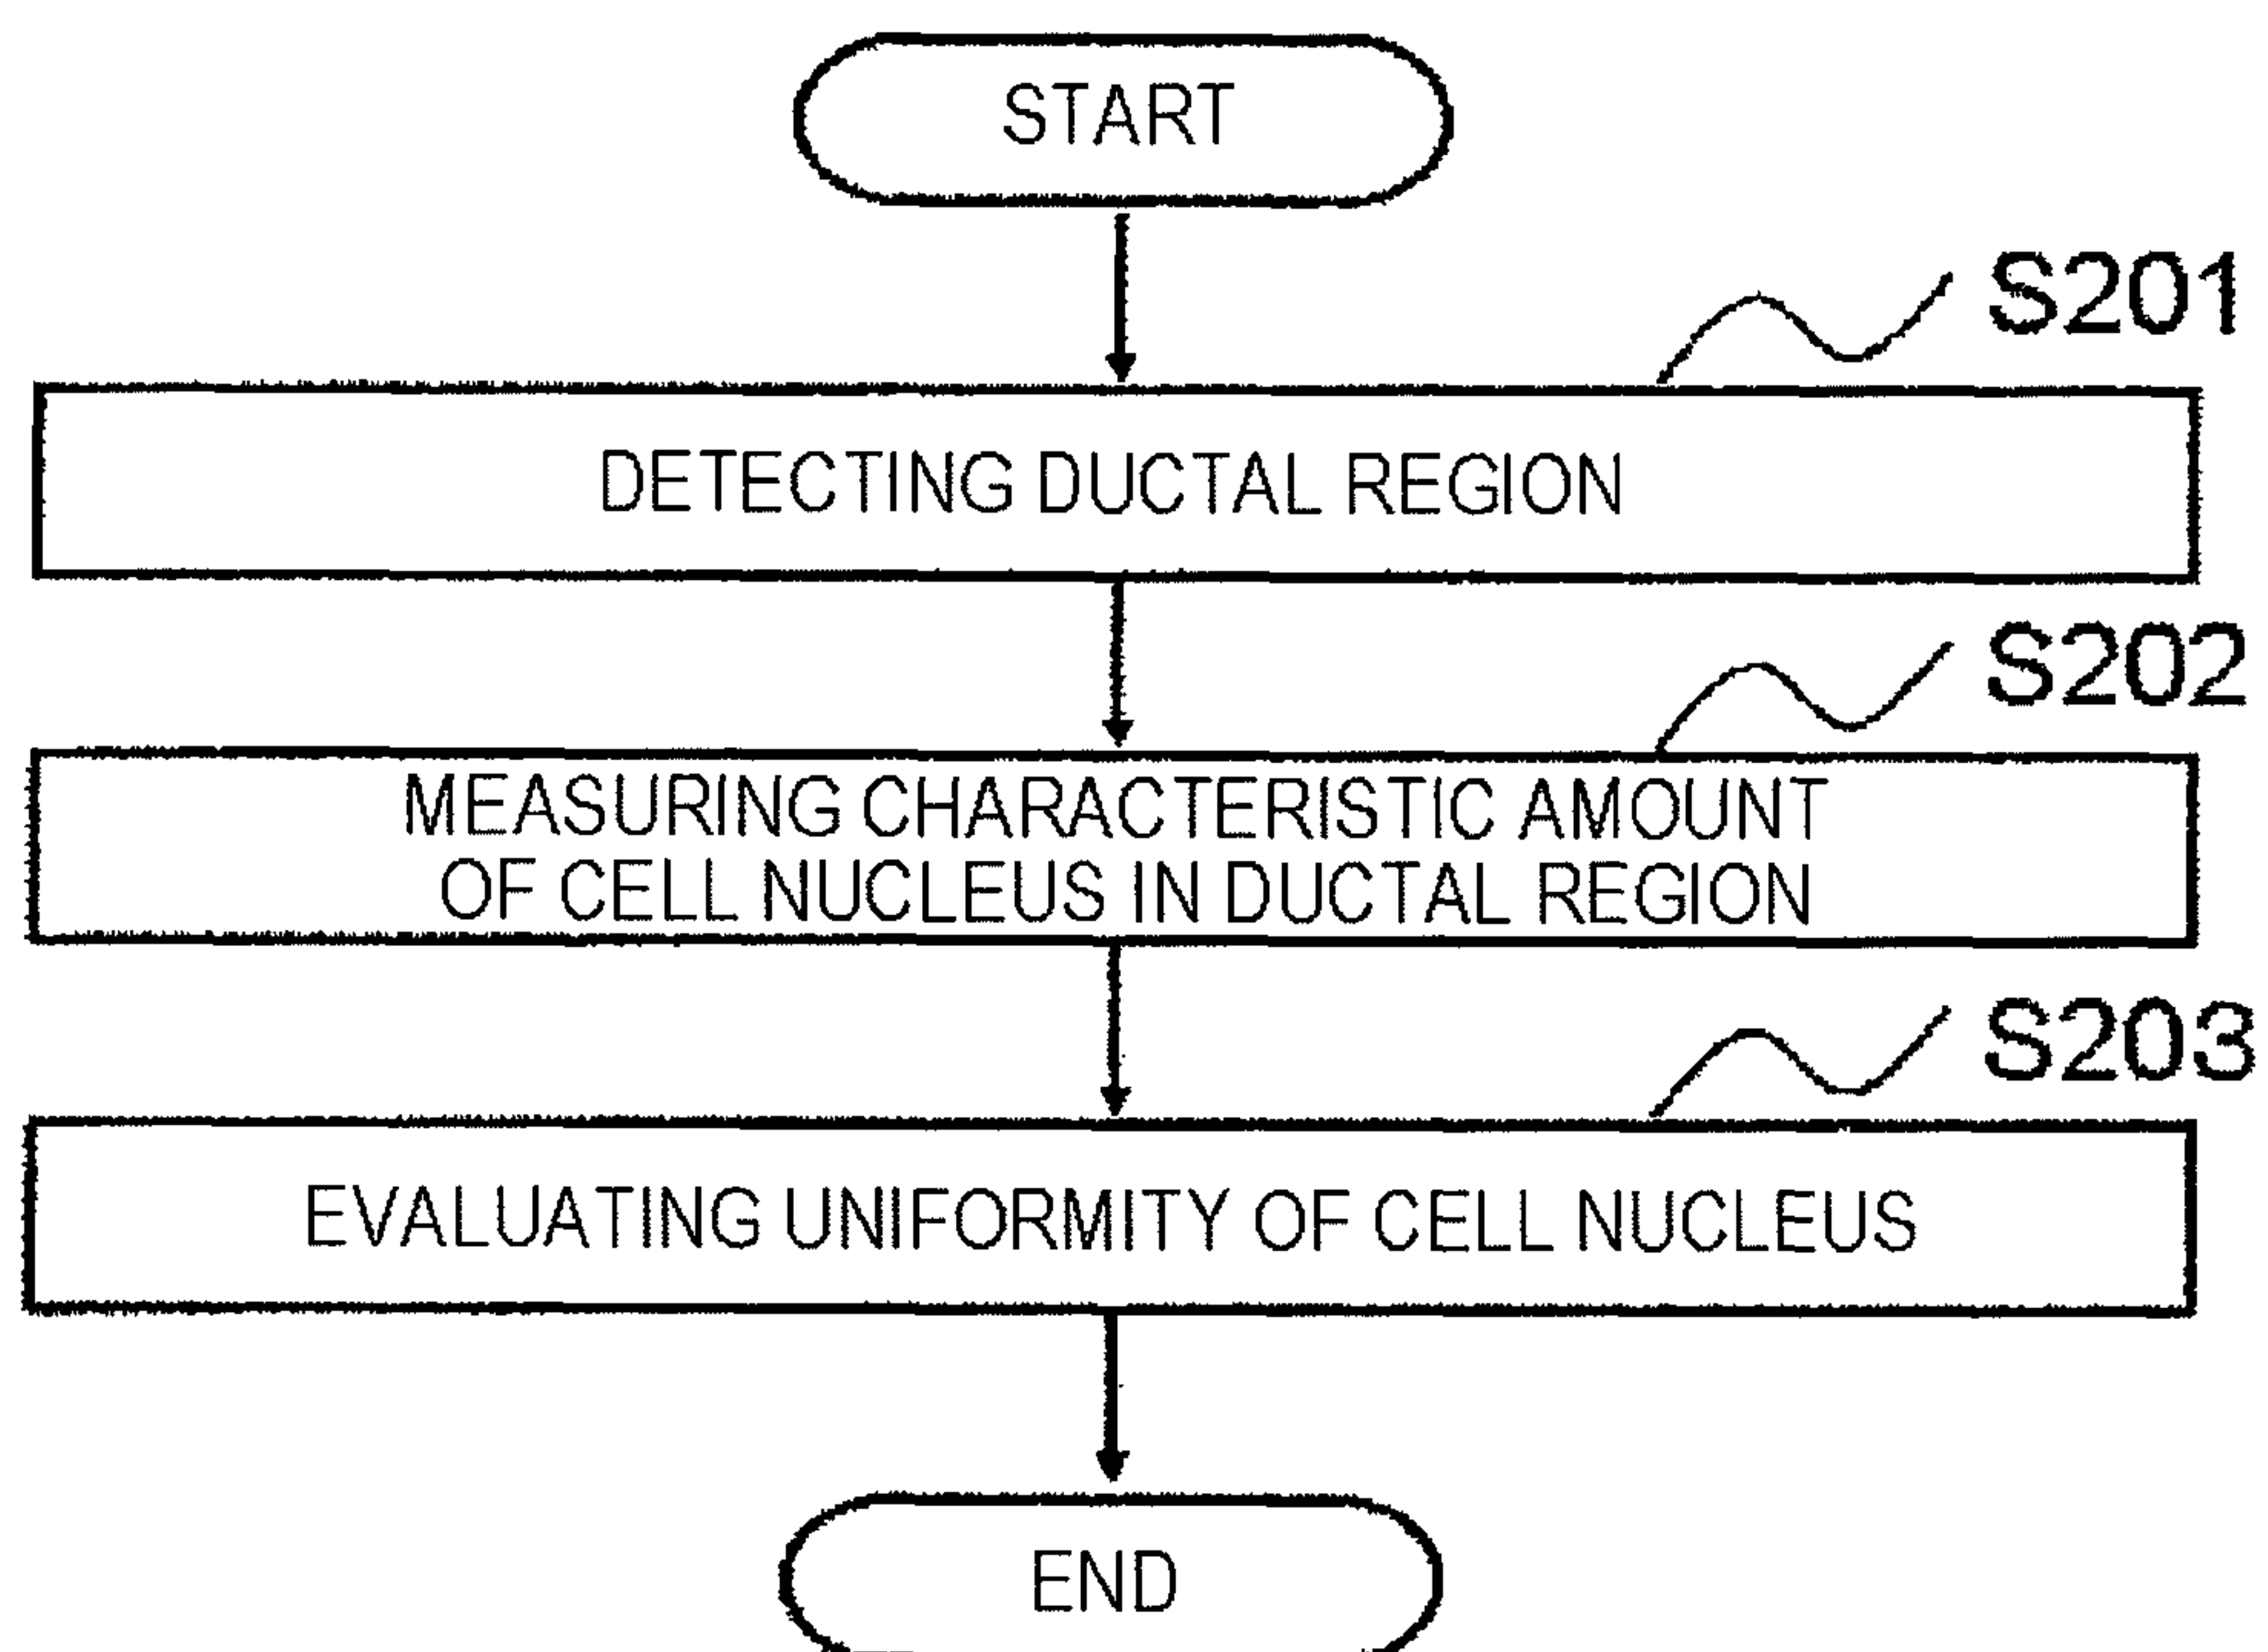 START
S201
DETECTING DUCTAL REGION
S202
MEASURING CHARACTERISTIC AMOUNT
OF CELL NUCLEUS IN DUCTAL REGION
S203
EVALUATING UNIFORMITY OF CELL NUCLEUS
END